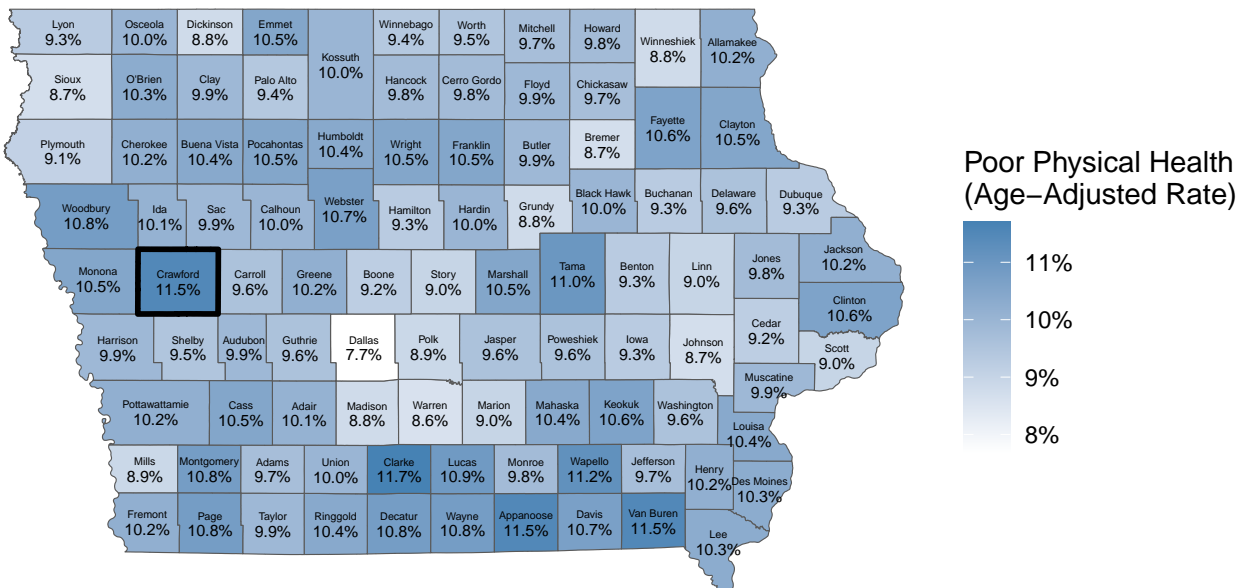 Lyon
9.3%
Osceola
10.0%
Dickinson
8.8%
Emmet
10.5%
Kossuth
10.0%
Winnebago
9.4%
Worth
9.5%
Mitchell
9.7%
Howard
9.8%
Winneshiek
8.8%
Allamakee
10.2%
Sioux
8.7%
O'Brien
10.3%
Clay
9.9%
Palo Alto
9.4%
Hancock
9.8%
Cerro Gordo
9.8%
Floyd
9.9%
Chickasaw
9.7%
Fayette
10.6%
Clayton
10.5%
Plymouth
9.1%
Cherokee
10.2%
Buena Vista
10.4%
Pocahontas
10.5%
Humboldt
10.4%
Wright
10.5%
Franklin
10.5%
Butler
9.9%
Bremer
8.7%
Woodbury
10.8%
Ida
10.1%
Sac
9.9%
Calhoun
10.0%
Webster
10.7%
Hamilton
9.3%
Hardin
10.0%
Grundy
8.8%
Black Hawk
10.0%
Buchanan
9.3%
Delaware
9.6%
Dubuque
9.3%
Monona
10.5%
Crawford
11.5%
Carroll
9.6%
Greene
10.2%
Boone
9.2%
Story
9.0%
Marshall
10.5%
Tama
11.0%
Benton
9.3%
Linn
9.0%
Jones
9.8%
Jackson
10.2%
Clinton
10.6%
Harrison
9.9%
Shelby
9.5%
Audubon
9.9%
Guthrie
9.6%
Dallas
7.7%
Polk
8.9%
Jasper
9.6%
Poweshiek
9.6%
Iowa
9.3%
Johnson
8.7%
Cedar
9.2%
Scott
9.0%
Muscatine
9.9%
Pottawattamie
10.2%
Cass
10.5%
Adair
10.1%
Madison
8.8%
Warren
8.6%
Marion
9.0%
Mahaska
10.4%
Keokuk
10.6%
Washington
9.6%
Louisa
10.4%
Mills
8.9%
Montgomery
10.8%
Adams
9.7%
Union
10.0%
Clarke
11.7%
Lucas
10.9%
Monroe
9.8%
Wapello
11.2%
Jefferson
9.7%
Henry
10.2%
Des Moines
10.3%
Fremont
10.2%
Page
10.8%
Taylor
9.9%
Ringgold
10.4%
Decatur
10.8%
Wayne
10.8%
Appanoose
11.5%
Davis
10.7%
Van Buren
11.5%
Lee
10.3%
Poor Physical Health
(Age−Adjusted Rate)
11%
10%
9%
8%